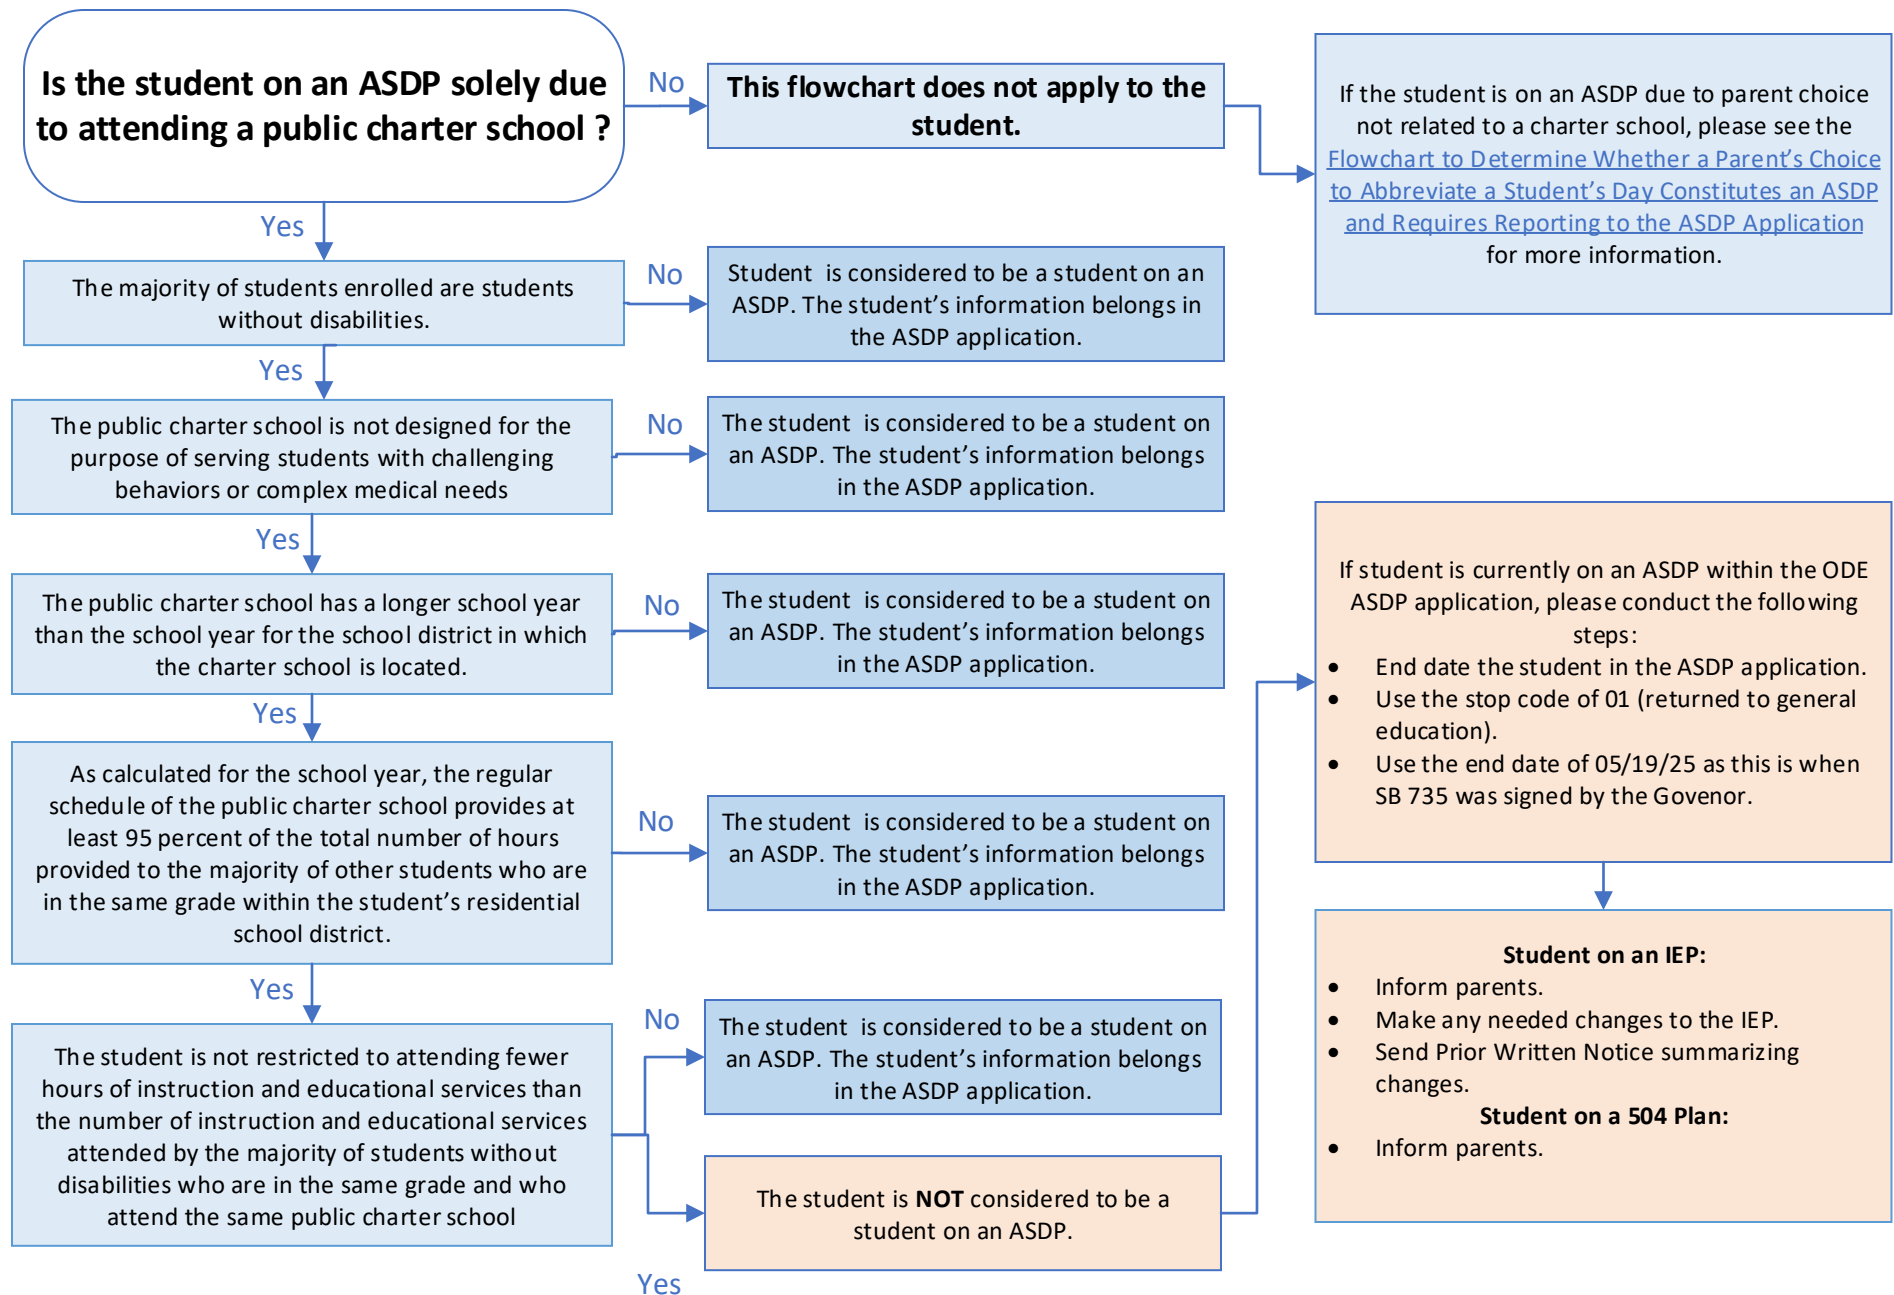 Is the student on an ASDP solely due
to attending a public charter school ?
No
This flowchart does not apply to the
student.
If the student is on an ASDP due to parent choice
not related to a charter school, please see the
Flowchart to Determine Whether a Parent's Choice
to Abbreviate a Student's Day Constitutes an ASDP
and Requires Reporting to the ASDP Application
for more information.
Yes
The majority of students enrolled are students
without disabilities.
No
Student is considered to be a student on an
ASDP. The student's information belongs in
the ASDP application.
Yes
The public charter school is not designed for the
purpose of serving students with challenging
behaviors or complex medical needs
No
The student is considered to be a student on
an ASDP. The student's information belongs
in the ASDP application.
Yes
The public charter school has a longer school year
than the school year for the school district in which
the charter school is located.
No
The student is considered to be a student on
an ASDP. The student's information belongs
in the ASDP application.
Yes
As calculated for the school year, the regular
schedule of the public charter school provides at
least 95 percent of the total number of hours
provided to the majority of other students who are
in the same grade within the student's residential
school district.
No
The student is considered to be a student on
an ASDP. The student's information belongs
in the ASDP application.
Yes
The student is not restricted to attending fewer
hours of instruction and educational services than
the number of instruction and educational services
attended by the majority of students without
disabilities who are in the same grade and who
attend the same public charter school
No
The student is considered to be a student on
an ASDP. The student's information belongs
in the ASDP application.
Yes
The student is NOT considered to be a
student on an ASDP.
If student is currently on an ASDP within the ODE
ASDP application, please conduct the following
steps:
• End date the student in the ASDP application.
• Use the stop code of 01 (returned to general
education).
• Use the end date of 05/19/25 as this is when
SB 735 was signed by the Govenor.
Student on an IEP:
• Inform parents.
• Make any needed changes to the IEP.
• Send Prior Written Notice summarizing
changes.
Student on a 504 Plan:
• Inform parents.